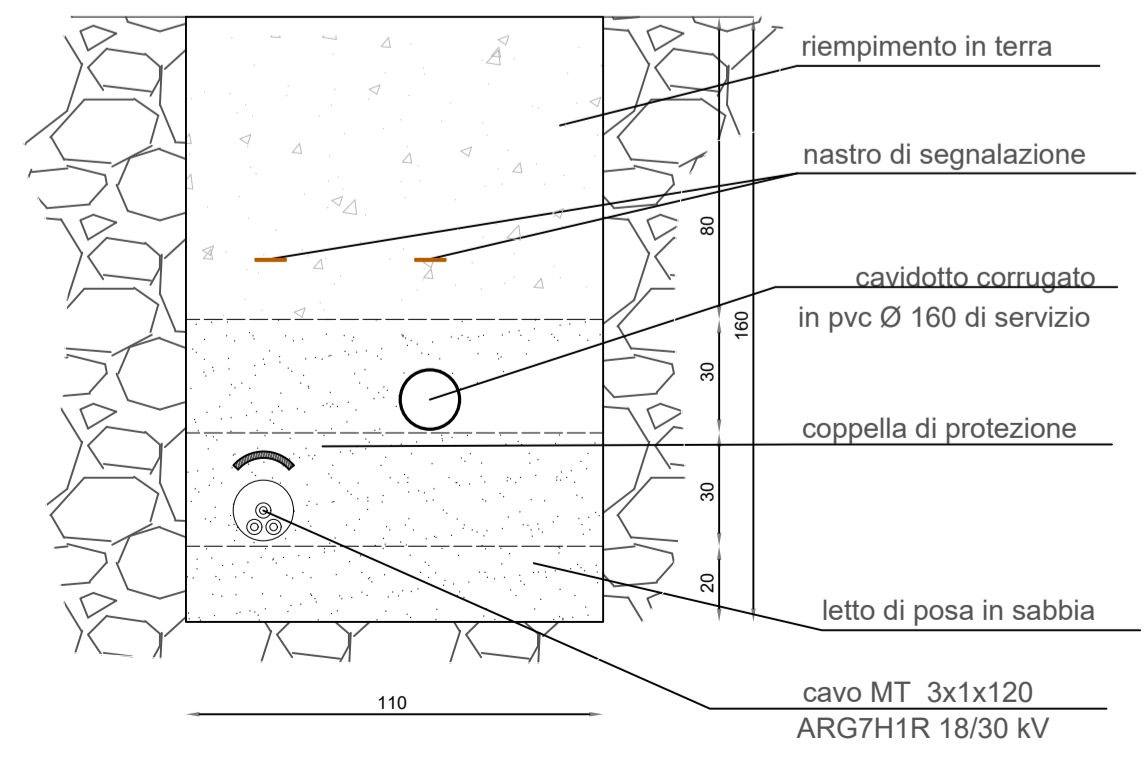 riempimento in terra
nastro di segnalazione
80
cavidotto corrugato
in pvc Ø 160 di servizio
160
30
coppella di protezione
30
20
letto di posa in sabbia
cavo MT 3x1x120
110
ARG7H1R 18/30 kV